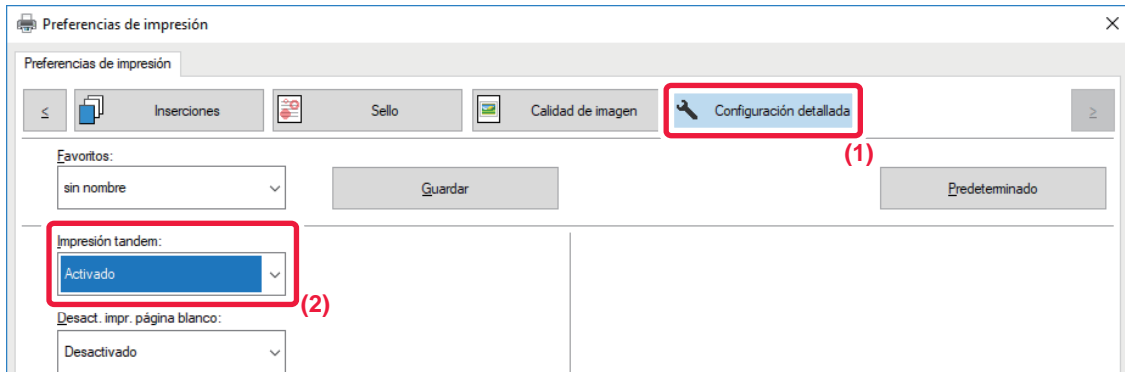 Preferencias de impresión
Preferencias de impresión
< Inserciones Sello Calidad de imagen Configuración detallada >
(1)
Favoritos:
sin nombre Guardar Predeterminado
Impresión tandem:
Activado
(2)
Desact. impr. página blanco:
Desactivado